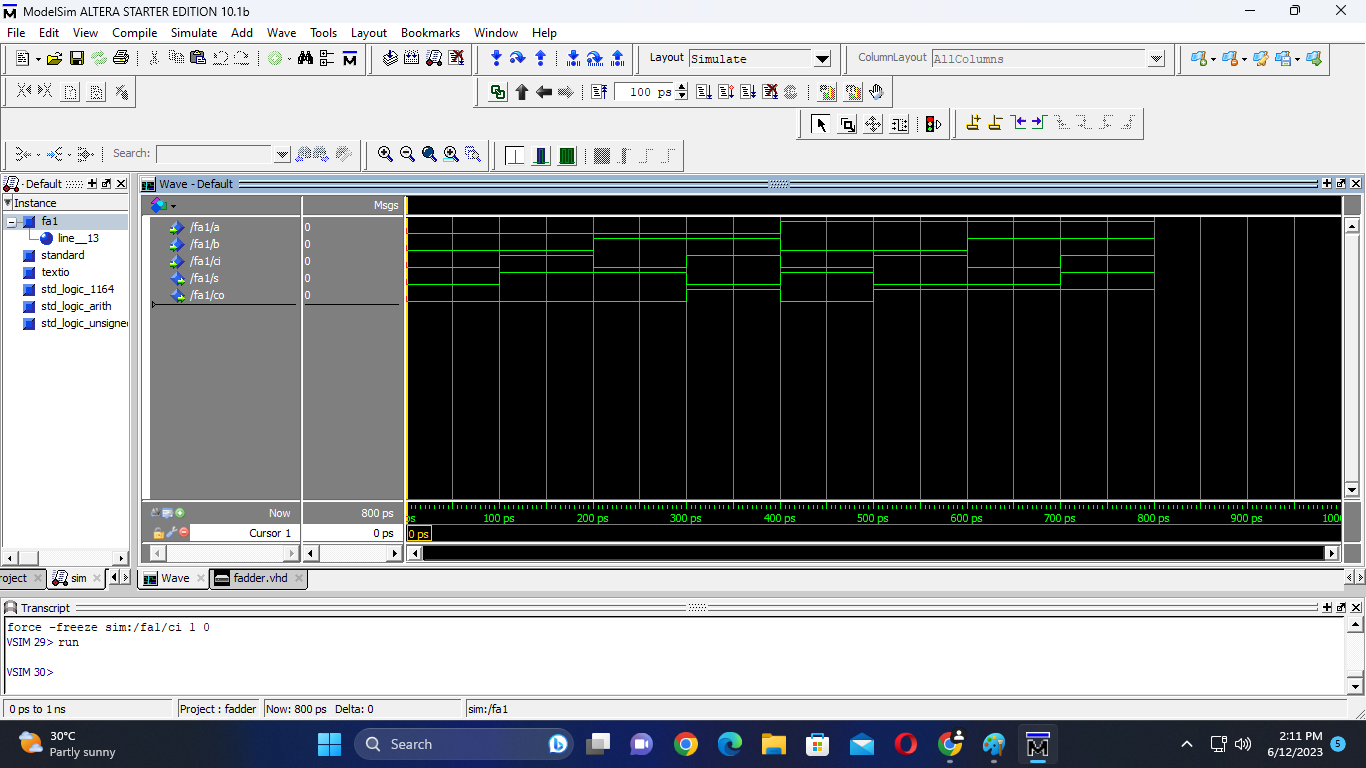 ModelSim ALTERA STARTER EDITION 10.1b
File Edit View Compile Simulate Add Wave Tools Layout Bookmarks Window Help
Layout Simulate ColumnLayout AllColumns
100 ps
Search:
Default
Wave - Default
Instance
Msgs
fa1
line__13
standard
textio
std_logic_1164
std_logic_arith
std_logic_unsigne
/fa1/a 0
/fa1/b 0
/fa1/ci 0
/fa1/s 0
/fa1/co 0
Now 800 ps
ps 100 ps 200 ps 300 ps 400 ps 500 ps 600 ps 700 ps 800 ps 900 ps 100
Cursor 1 0 ps 0 ps
roject sim Wave fadder.vhd
Transcript
force -freeze sim:/fa1/ci 1 0
VSIM 29> run
VSIM 30>
0 ps to 1 ns Project : fadder Now: 800 ps Delta: 0 sim:/fa1
30°C
Partly sunny
Search
2:11 PM
6/12/2023
5